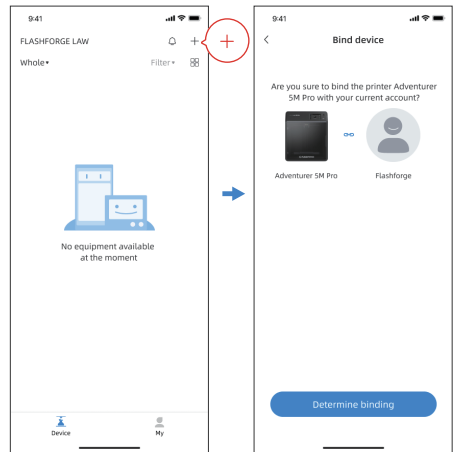 9:41
FLASHFORGE LAW
Whole
Filter
No equipment available
at the moment
Device
My
9:41
Bind device
Are you sure to bind the printer Adventurer
5M Pro with your current account?
Adventurer 5M Pro
Flashforge
Determine binding